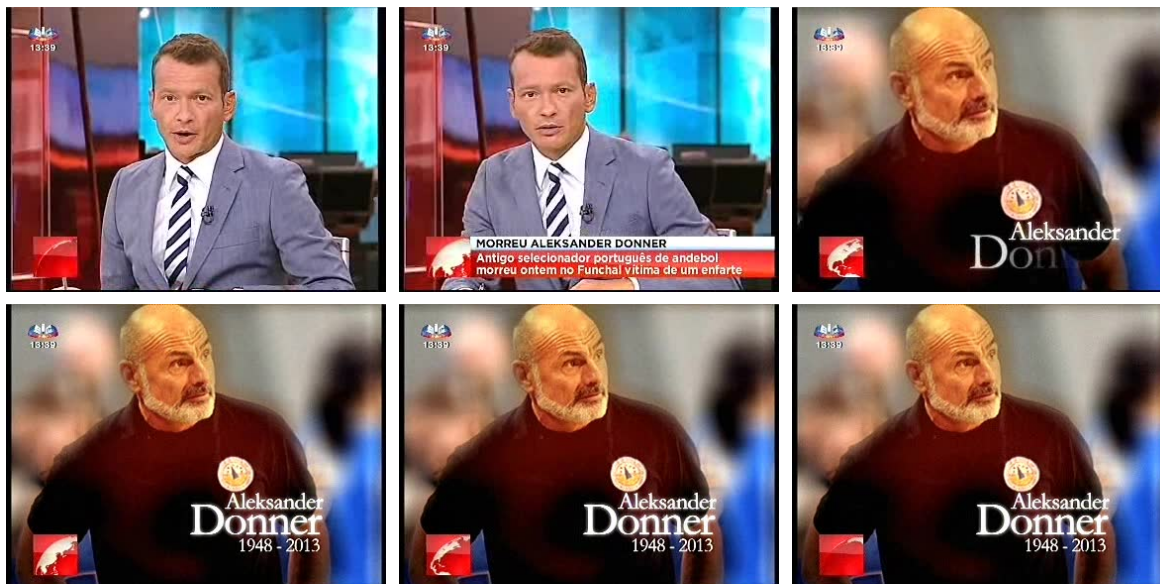 13:39
13:39
MORREU ALEKSANDER DONNER
Antigo selecionador português de andebol
morreu ontem no Funchal vítima de um enfarte
13:39
Aleksander
Don
13:39
Aleksander
Donner
1948 - 2013
13:39
Aleksander
Donner
1948 - 2013
13:39
Aleksander
Donner
1948 - 2013